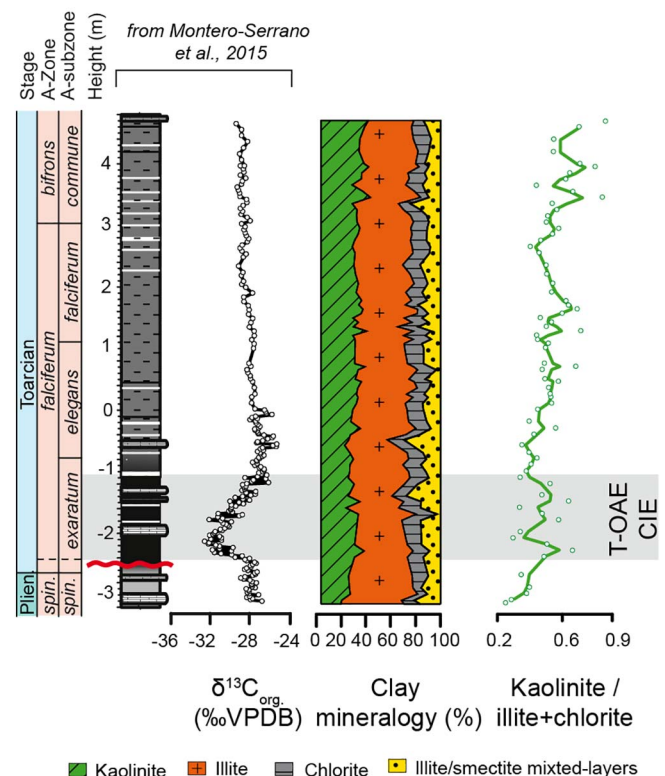 from Montero-Serrano
et al., 2015
Stage
A-Zone
A-subzone
Height (m)
bifrons
commune
Toarcian
falciferum
falciferum
elegans
exaratum
Plien.
spin.
spin.
4
3
2
1
0
-1
-2
-3
T-OAE
CIE
-36 -32 -28 -24
0 20 40 60 80 100
0.2 0.6 0.9
δ¹³Corg.
(‰VPDB)
Clay
mineralogy (%)
Kaolinite /
illite+chlorite
Kaolinite Illite Chlorite Illite/smectite mixted-layers